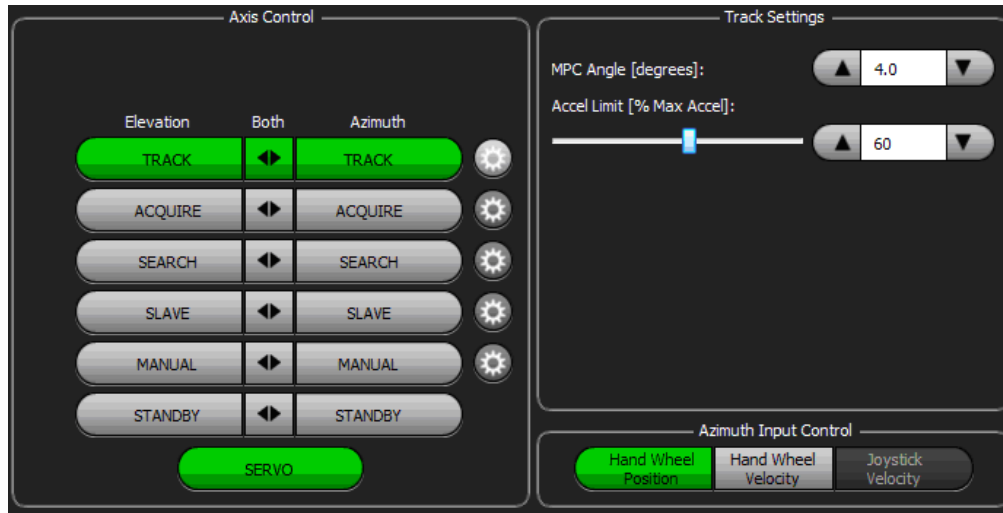 Axis Control
Elevation Both Azimuth
TRACK TRACK
ACQUIRE ACQUIRE
SEARCH SEARCH
SLAVE SLAVE
MANUAL MANUAL
STANDBY STANDBY
SERVO
Track Settings
MPC Angle [degrees]: 4.0
Accel Limit [% Max Accel]:
60
Azimuth Input Control
Hand Wheel Hand Wheel Joystick
Position Velocity Velocity